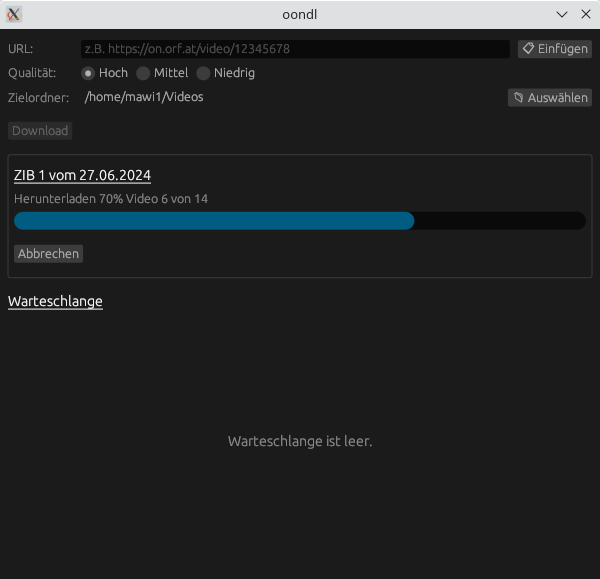 oondl
URL: z.B. https://on.orf.at/video/12345678 Einfügen
Qualität: Hoch Mittel Niedrig
Zielordner: /home/mawi1/Videos Auswählen
Download
ZIB 1 vom 27.06.2024
Herunterladen 70% Video 6 von 14
Abbrechen
Warteschlange
Warteschlange ist leer.